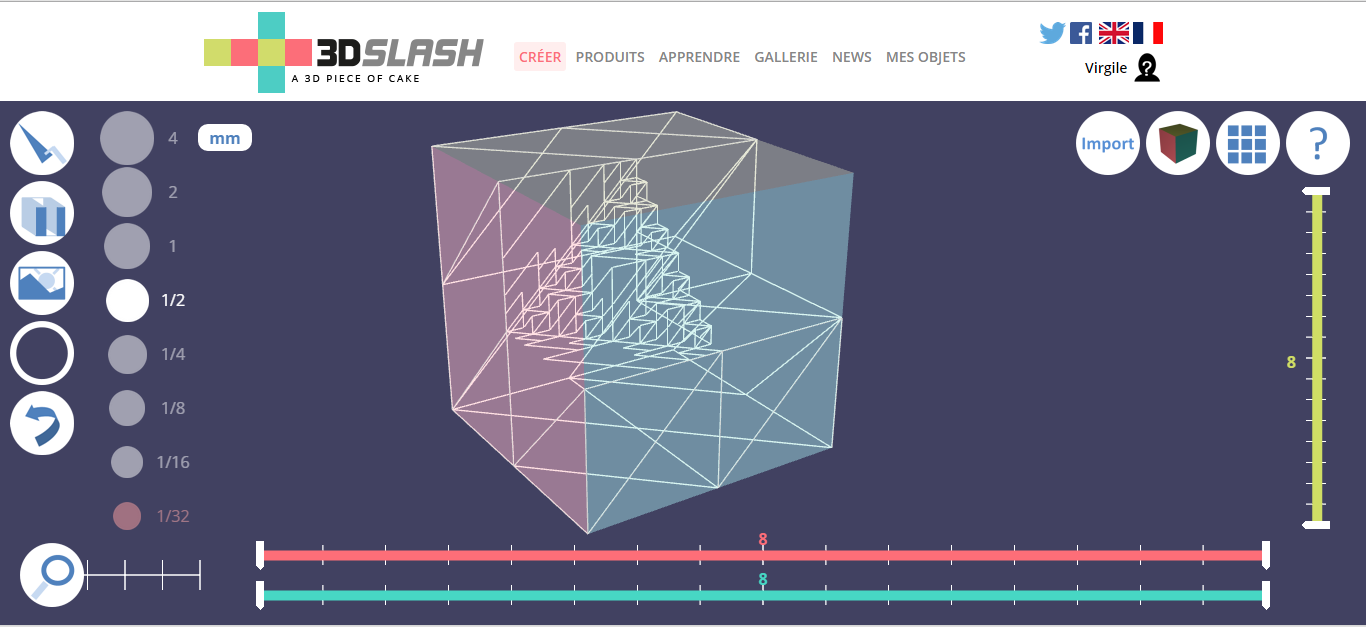 3DSLASH
A 3D PIECE OF CAKE
CRÉER PRODUITS APPRENDRE GALLERIE NEWS MES OBJETS
Virgile ?
4 mm
2
1
1/2
1/4
1/8
1/16
1/32
Import ?
8
8
8